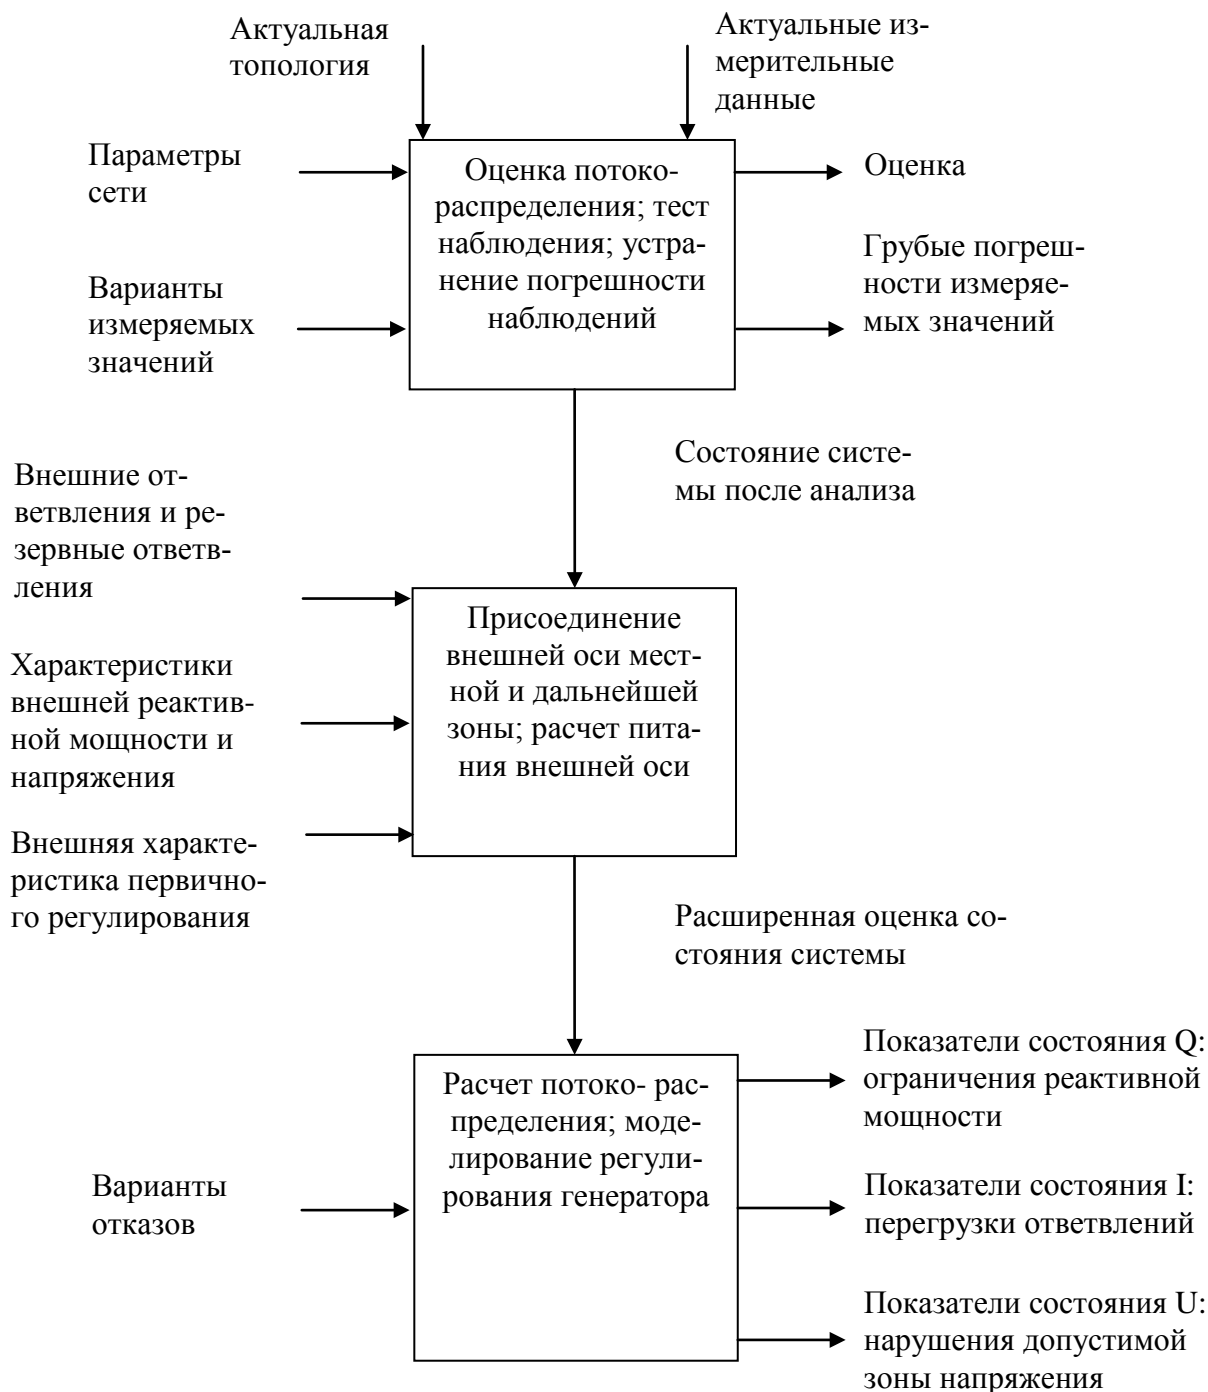 Актуальная
топология
Актуальные из-
мерительные
данные
Параметры
сети
Варианты
измеряемых
значений
Оценка потоко-
распределения; тест
наблюдения; устра-
нение погрешности
наблюдений
Оценка
Грубые погреш-
ности измеряе-
мых значений
Состояние систе-
мы после анализа
Внешние от-
ветвления и ре-
зервные ответв-
ления
Характеристики
внешней реактив-
ной мощности и
напряжения
Внешняя характе-
ристика первично-
го регулирования
Присоединение
внешней оси мест-
ной и дальнейшей
зоны; расчет пита-
ния внешней оси
Расширенная оценка со-
стояния системы
Варианты
отказов
Расчет потоко- рас-
пределения; моде-
лирование регули-
рования генератора
Показатели состояния Q:
ограничения реактивной
мощности
Показатели состояния I:
перегрузки ответвлений
Показатели состояния U:
нарушения допустимой
зоны напряжения